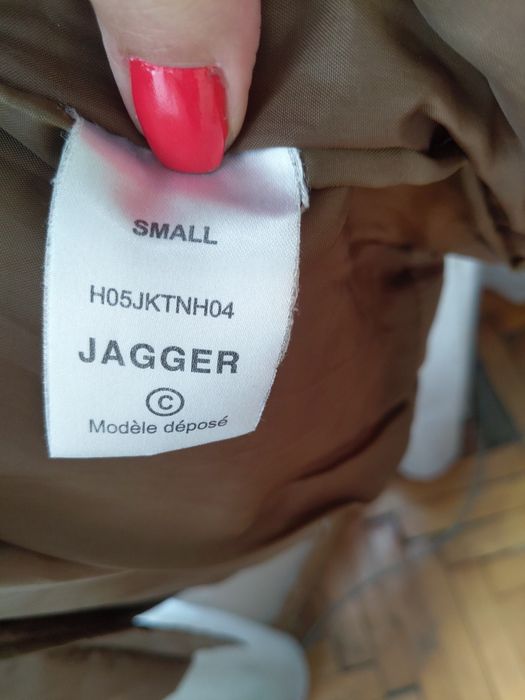 SMALL
H05JKTNH04
JAGGER
©
Modèle déposé